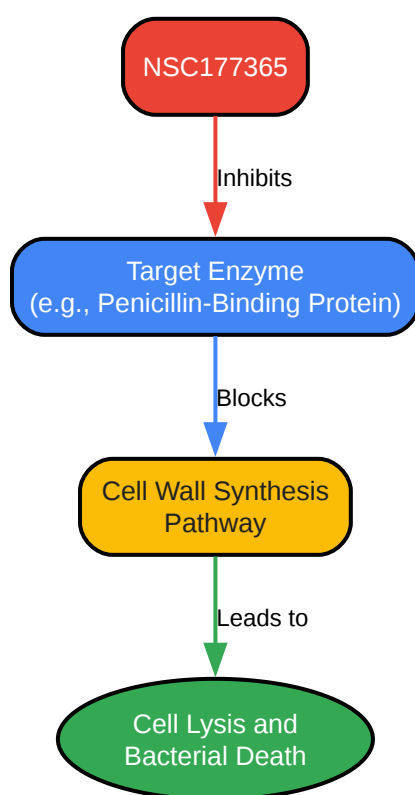 NSC177365
Inhibits
Target Enzyme
(e.g., Penicillin-Binding Protein)
Blocks
Cell Wall Synthesis
Pathway
Leads to
Cell Lysis and
Bacterial Death